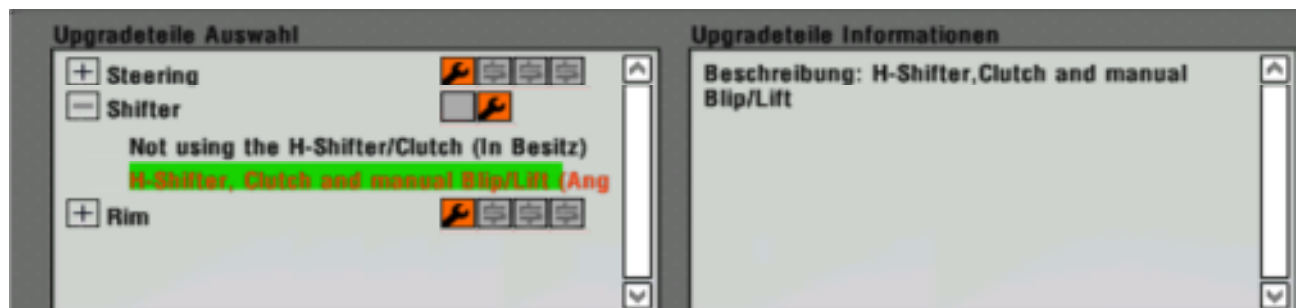 Upgradeteile Auswahl
Steering
Shifter
Not using the H-Shifter/Clutch (In Besitz)
H-Shifter, Clutch and manual Blip/Lift (Ang
Rim
Upgradeteile Informationen
Beschreibung: H-Shifter,Clutch and manual
Blip/Lift